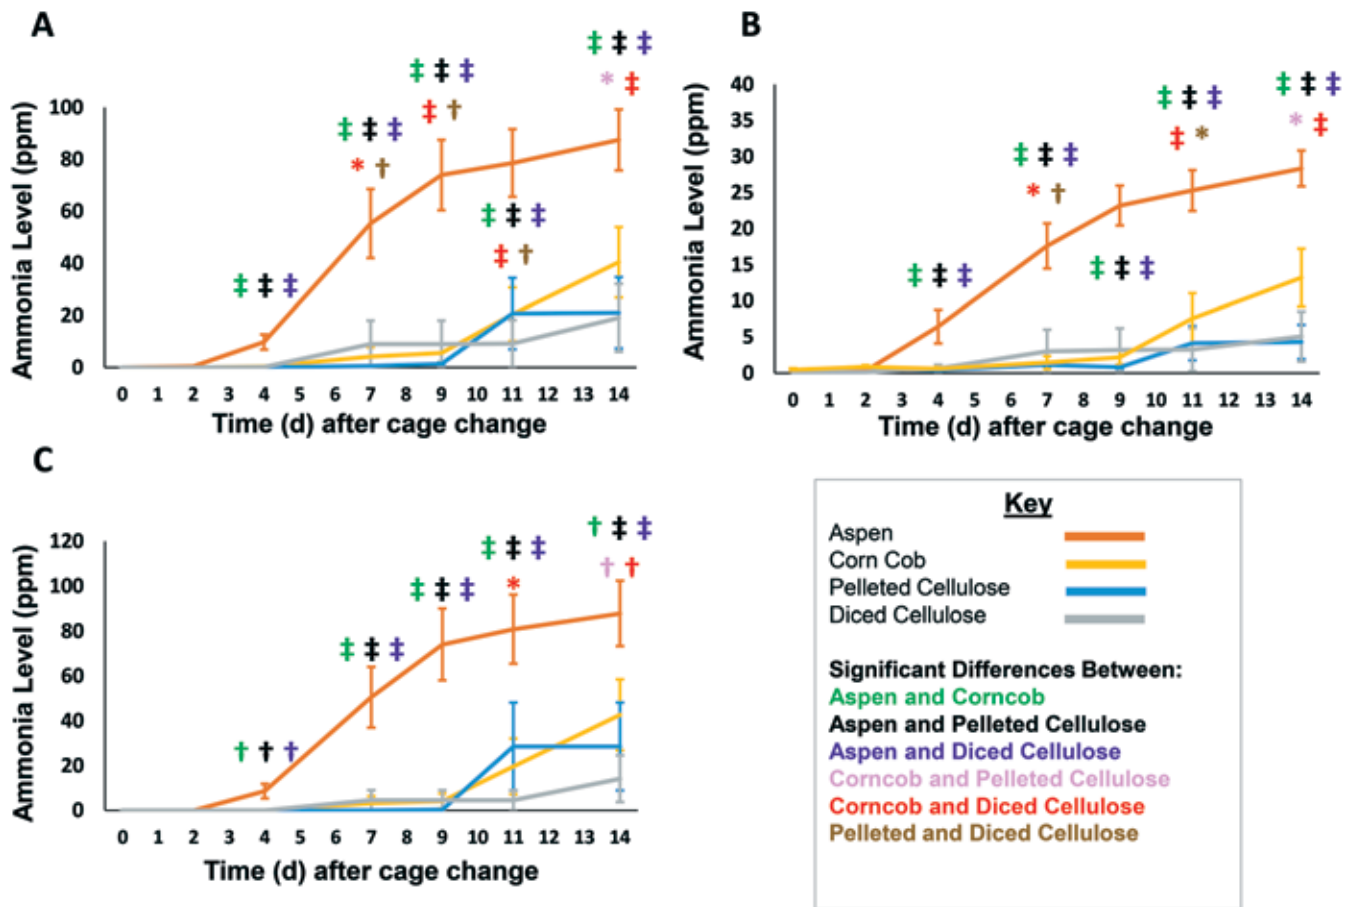 A
‡ ‡ ‡
‡ ‡ ‡
* ‡
‡ ‡ ‡
‡ †
* †
‡ ‡ ‡
‡ †
‡ ‡ ‡
100
80
60
40
20
0
Ammonia Level (ppm)
0 1 2 3 4 5 6 7 8 9 10 11 12 13 14
Time (d) after cage change
B
‡ ‡ ‡
‡ ‡ ‡
* ‡
‡ *
‡ ‡ ‡
* †
‡ ‡ ‡
‡ ‡ ‡
40
35
30
25
20
15
10
5
0
Ammonia Level (ppm)
0 1 2 3 4 5 6 7 8 9 10 11 12 13 14
Time (d) after cage change
C
† ‡ ‡
‡ ‡ ‡
† †
‡ ‡ ‡
*
‡ ‡ ‡
† † †
120
100
80
60
40
20
0
Ammonia Level (ppm)
0 1 2 3 4 5 6 7 8 9 10 11 12 13 14
Time (d) after cage change
Key
Aspen
Corn Cob
Pelleted Cellulose
Diced Cellulose
Significant Differences Between:
Aspen and Corncob
Aspen and Pelleted Cellulose
Aspen and Diced Cellulose
Corncob and Pelleted Cellulose
Corncob and Diced Cellulose
Pelleted and Diced Cellulose